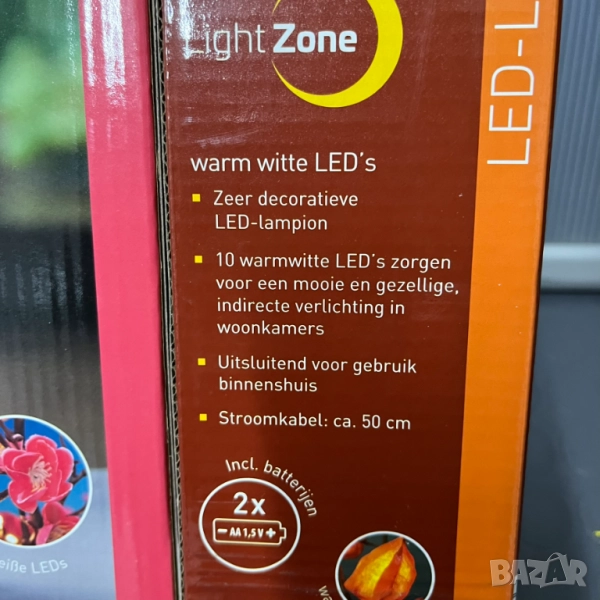 Light Zone
LED-L
warm witte LED's
Zeer decoratieve
LED-lampion
10 warmwitte LED's zorgen
voor een mooie en gezellige,
indirecte verlichting in
woonkamers
Uitsluitend voor gebruik
binnenshuis
Stroomkabel: ca. 50 cm
Incl. batterijen
2x
AA 1,5V
eiße LEDs
wa
BAZAR